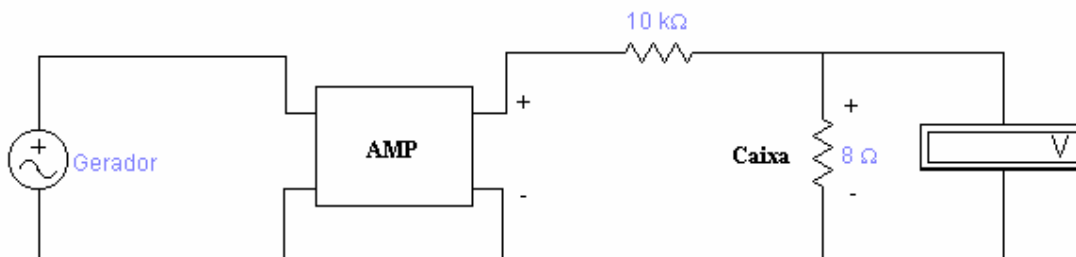 10 kΩ
+
+
+
AMP
V
Gerador
Caixa
8 Ω
-
-